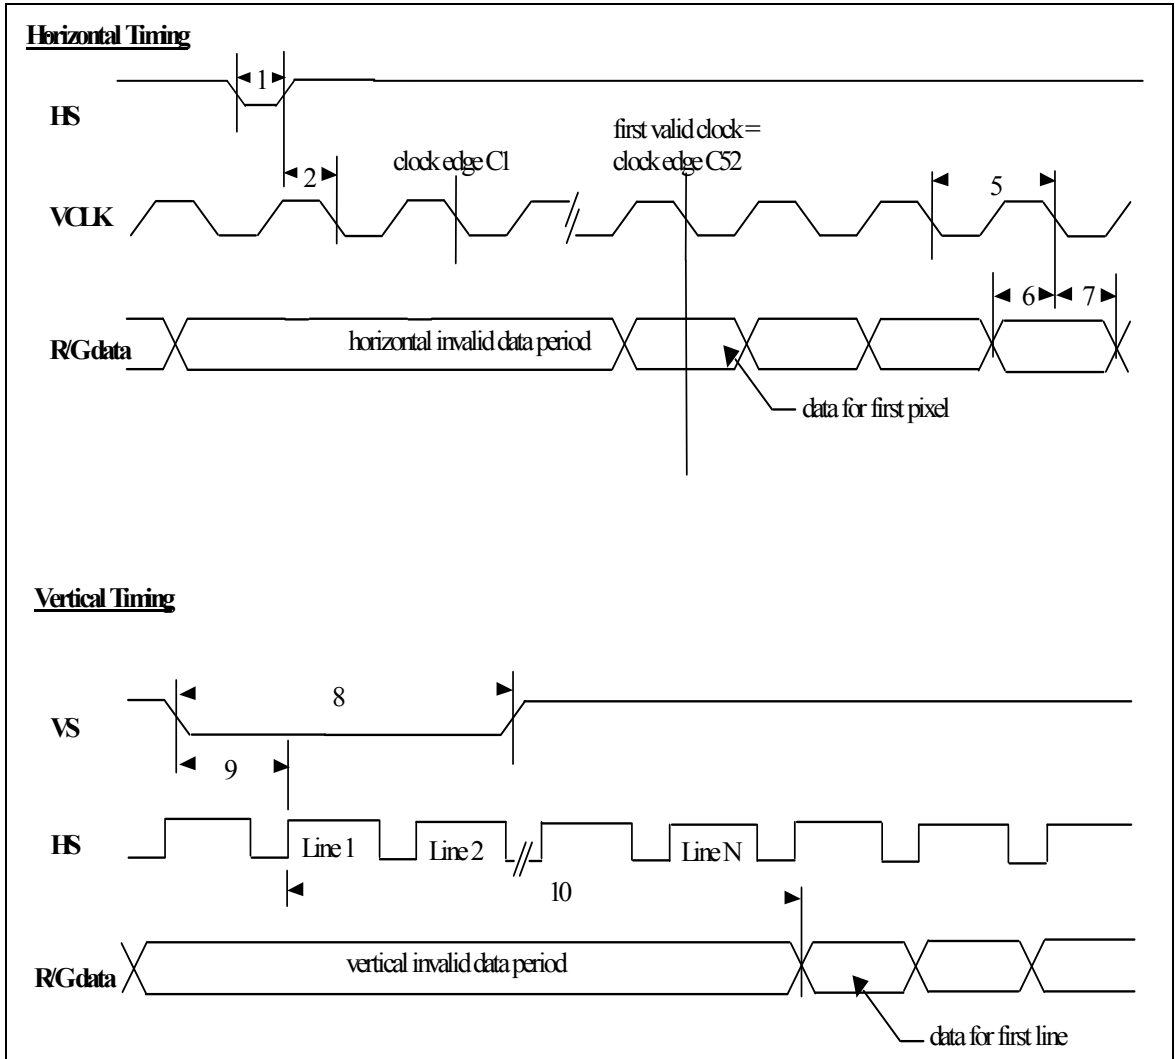 Horizontal Timing
1
HS
first valid clock =
clock edge C52
clock edge C1
2
5
VCLK
6
7
R/G data
horizontal invalid data period
data for first pixel
Vertical Timing
8
VS
9
HS
Line 1
Line 2
Line N
10
R/G data
vertical invalid data period
data for first line